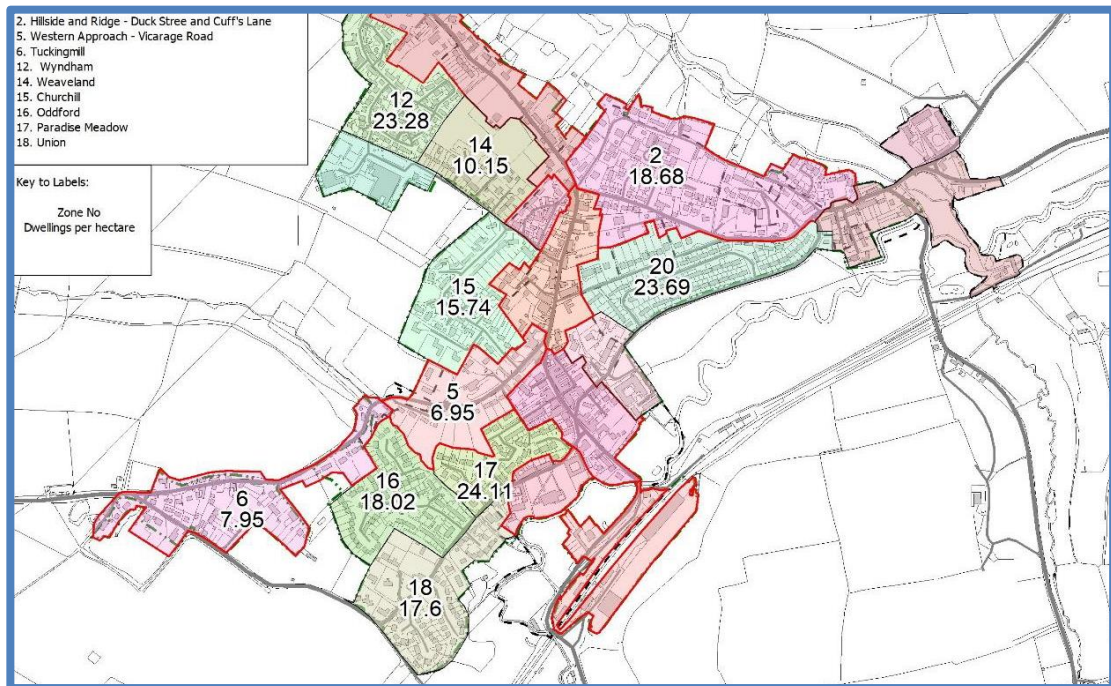 2. Hillside and Ridge - Duck Stree and Cuff's Lane
5. Western Approach - Vicarage Road
6. Tuckingmill
12. Wyndham
14. Weaveland
15. Churchill
16. Oddford
17. Paradise Meadow
18. Union
Key to Labels:
Zone No
Dwellings per hectare
12
23.28
14
10.15
2
18.68
20
23.69
15
15.74
5
6.95
17
24.11
16
18.02
6
7.95
18
17.6